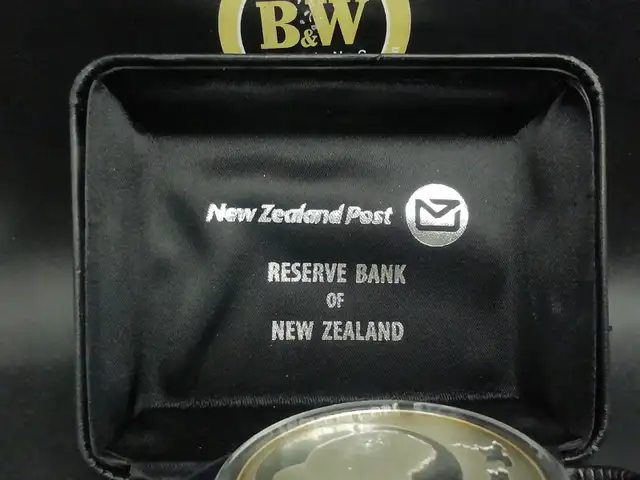 B&W
New Zealand Post
RESERVE BANK
OF
NEW ZEALAND